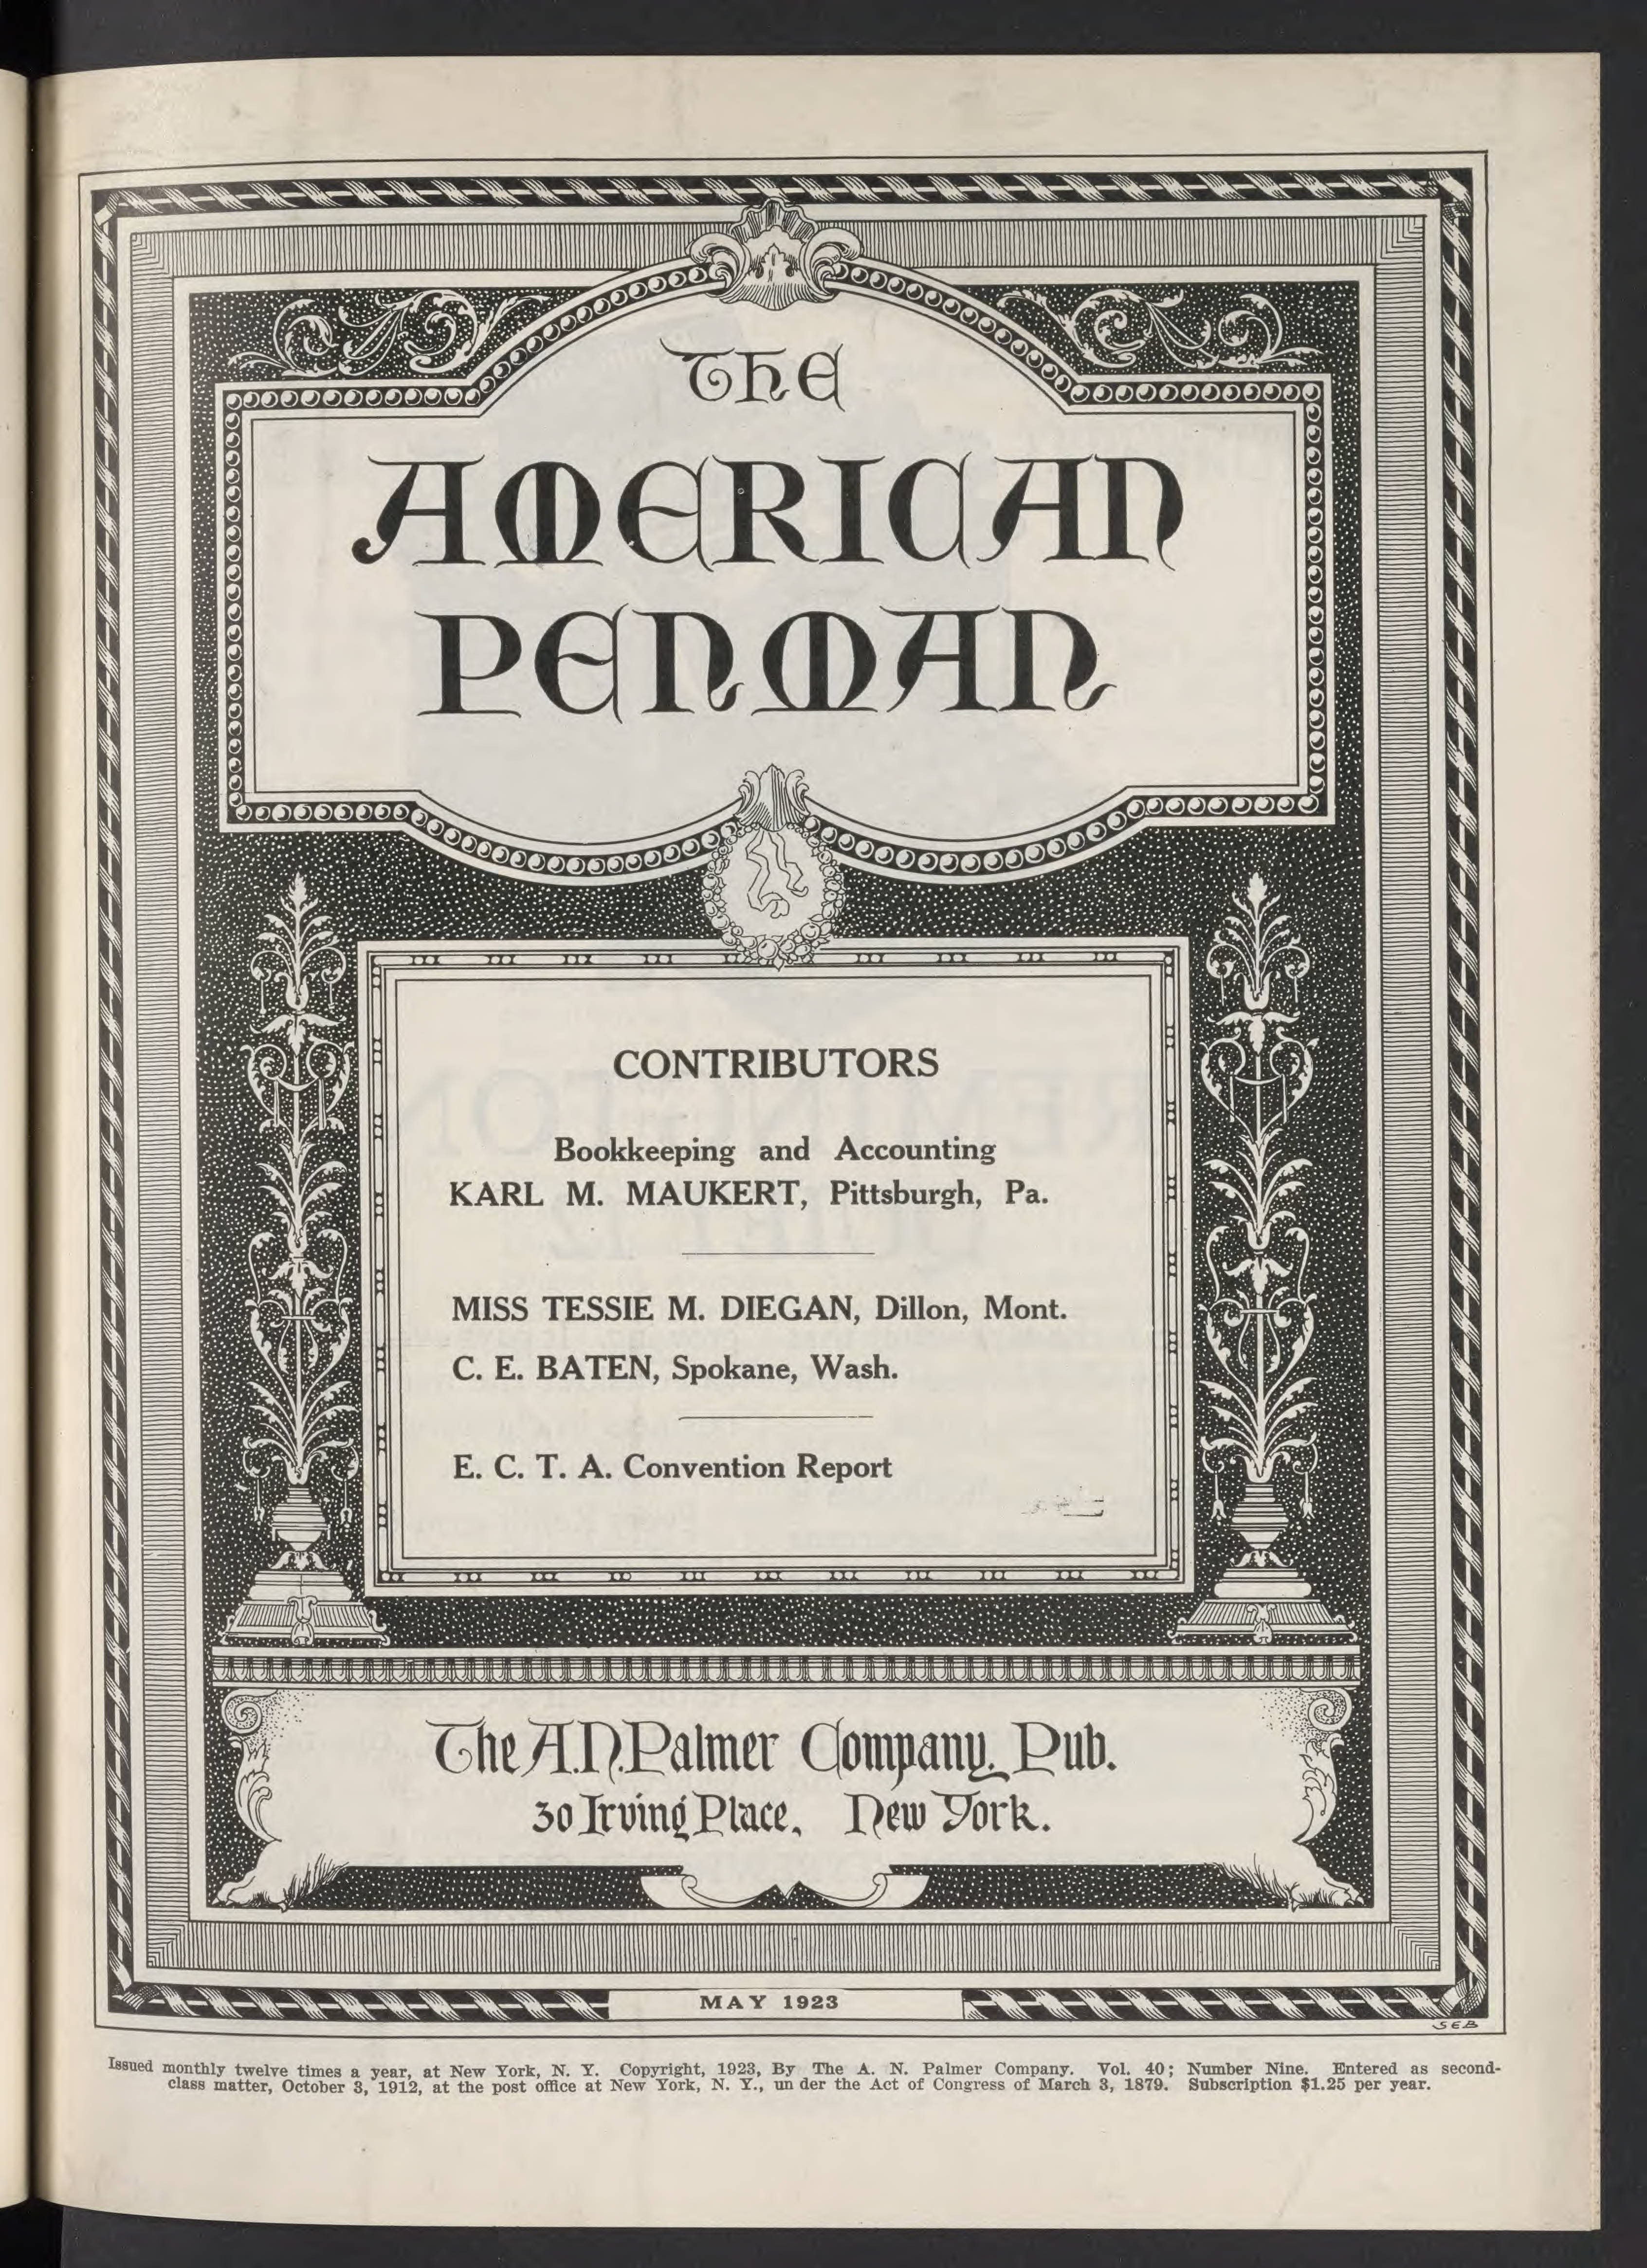 THE
AMERICAN
PENMAN
CONTRIBUTORS
Bookkeeping and Accounting
KARL M. MAUKERT, Pittsburgh, Pa.
MISS TESSIE M. DIEGAN, Dillon, Mont.
C. E. BATEN, Spokane, Wash.
E. C. T. A. Convention Report
The A.N.Palmer Company, Pub.
30 Irving Place, New York.
MAY 1923
SEB
Issued monthly twelve times a year, at New York, N. Y. Copyright, 1923, By The A. N. Palmer Company. Vol. 40; Number Nine. Entered as second-
class matter, October 3, 1912, at the post office at New York, N. Y., un der the Act of Congress of March 3, 1879. Subscription $1.25 per year.